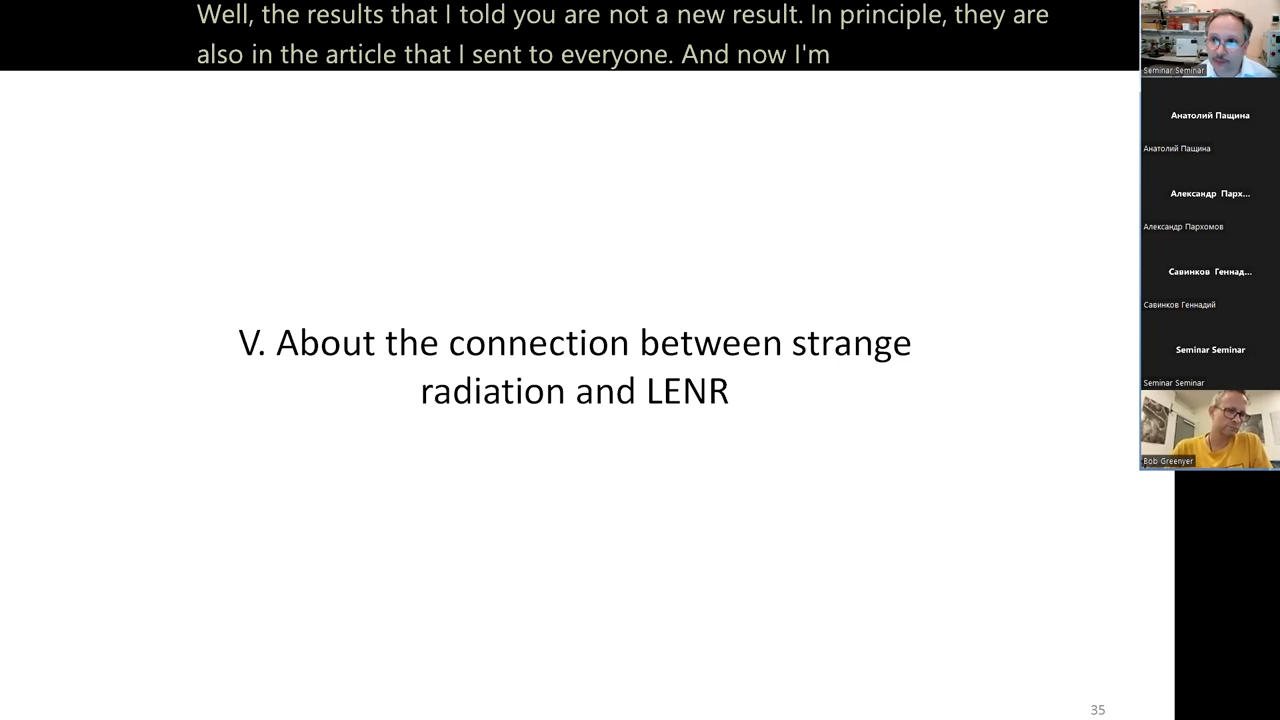 Well, the results that I told you are not a new result. In principle, they are
also in the article that I sent to everyone. And now I'm
Seminar Seminar
Анатолий Пащина
Анатолий Пащина
Александр Парх...
Александр Пархомов
Савинков Геннад...
Савинков Геннадий
Seminar Seminar
Seminar Seminar
Bob Greenyer
V. About the connection between strange
radiation and LENR
35